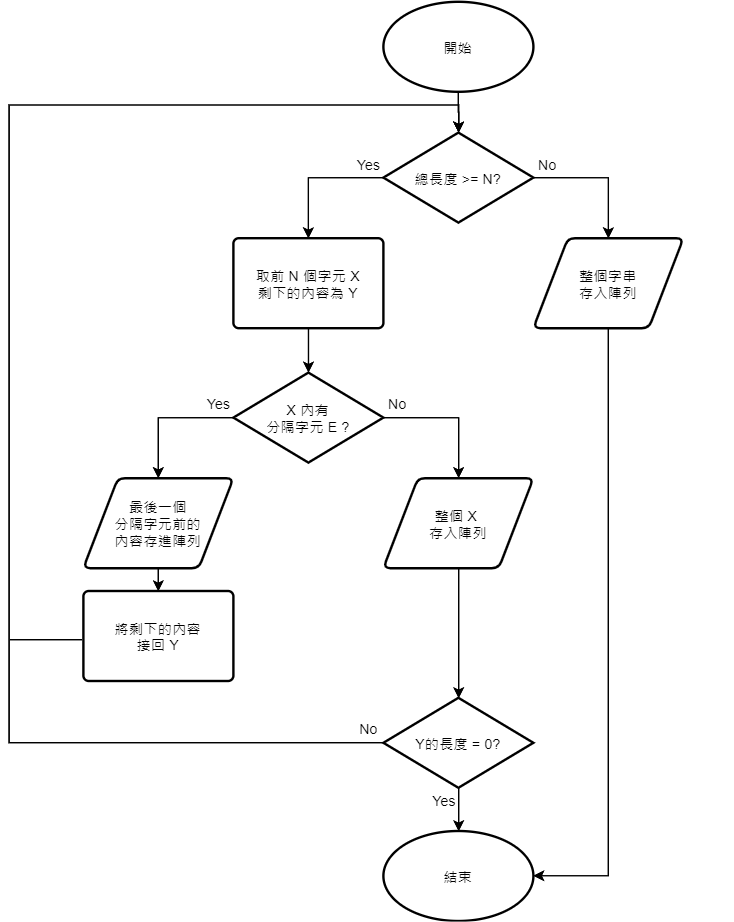 開始
總長度 >= N?
Yes
No
取前 N 個字元 X
剩下的內容為 Y
整個字串
存入陣列
X 內有
分隔字元 E ?
Yes
No
最後一個
分隔字元前的
內容存進陣列
整個 X
存入陣列
將剩下的內容
接回 Y
Y的長度 = 0?
No
Yes
結束